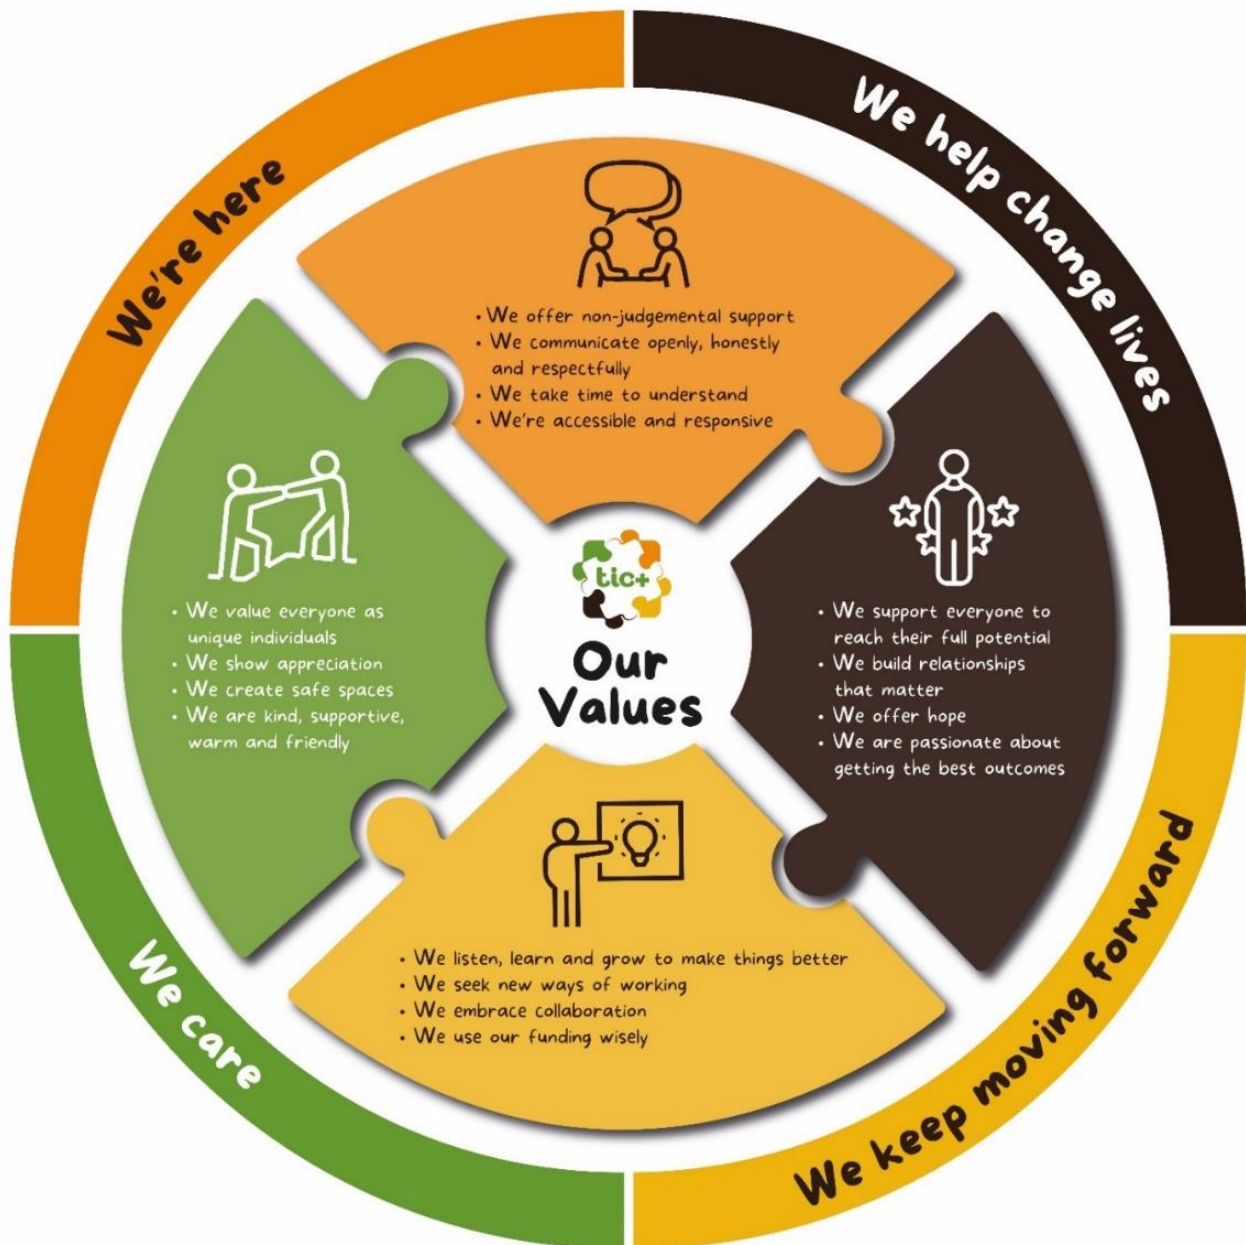 We're here
We help change lives
• We offer non-judgemental support
• We communicate openly, honestly
and respectfully
• We take time to understand
• We're accessible and responsive
• We value everyone as
unique individuals
• We show appreciation
• We create safe spaces
• We are kind, supportive,
warm and friendly
tic+
Our
Values
• We support everyone to
reach their full potential
• We build relationships
that matter
• We offer hope
• We are passionate about
getting the best outcomes
• We listen, learn and grow to make things better
• We seek new ways of working
• We embrace collaboration
• We use our funding wisely
We care
We keep moving forward